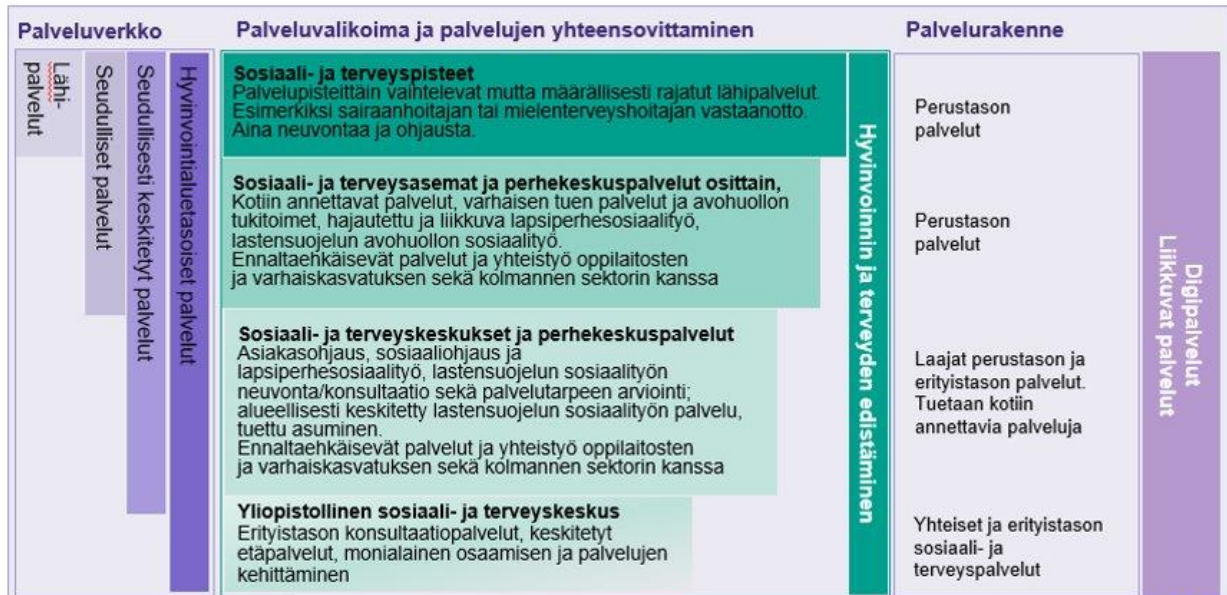 Palveluverkko
Palveluvalikoima ja palvelujen yhteensovittaminen
Palvelurakenne
Lähi-
palvelut
Seudulliset palvelut
Seudullisesti keskitetyt palvelut
Hyvinvointialuetasoiset palvelut
Sosiaali- ja terveyspisteet
Palvelupisteittäin vaihtelevat mutta määrällisesti rajatut lähipalvelut.
Esimerkiksi sairaanhoitajan tai mielenterveyshoitajan vastaanotto.
Aina neuvontaa ja ohjausta.
Sosiaali- ja terveysasemat ja perhekeskuspalvelut osittain,
Kotiin annettavat palvelut, varhaisen tuen palvelut ja avohuollon
tukitoimet, hajautettu ja liikkuva lapsiperhesosiaalityö,
lastensuojelun avohuollon sosiaalityö.
Ennaltaehkäisevät palvelut ja yhteistyö oppilaitosten
ja varhaiskasvatuksen sekä kolmannen sektorin kanssa
Sosiaali- ja terveyskeskukset ja perhekeskuspalvelut
Asiakasohjaus, sosiaaliohjaus ja
lapsiperhesosiaalityö, lastensuojelun sosiaalityön
neuvonta/konsultaatio sekä palvelutarpeen arviointi;
alueellisesti keskitetty lastensuojelun sosiaalityön palvelu,
tuettu asuminen.
Ennaltaehkäisevät palvelut ja yhteistyö oppilaitosten
ja varhaiskasvatuksen sekä kolmannen sektorin kanssa
Yliopistollinen sosiaali- ja terveyskeskus
Erityistason konsultaatiopalvelut, keskitetyt
etäpalvelut, monialainen osaamisen ja palvelujen
kehittäminen
Hyvinvoinnin ja terveyden edistäminen
Perustason
palvelut
Perustason
palvelut
Laajat perustason ja
erityistason palvelut.
Tuetaan kotiin
annettavia palveluja
Yhteiset ja erityistason
sosiaali- ja
terveyspalvelut
Digipalvelut
Liikkuvat palvelut